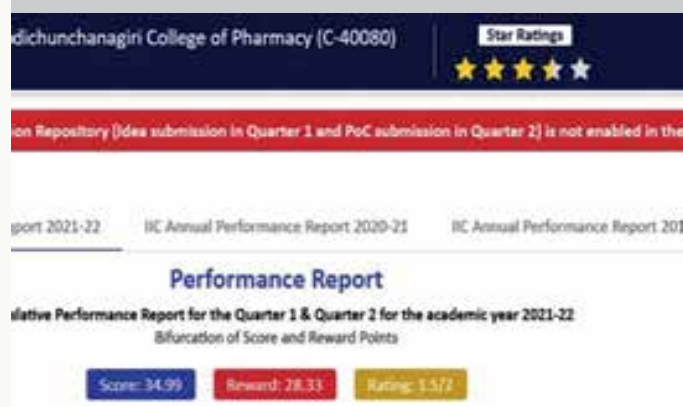 dichunchanagiri College of Pharmacy (C-40080)
Star Ratings
on Repository (Idea submission in Quarter 1 and PoC submission in Quarter 2) is not enabled in the
port 2021-22 IIC Annual Performance Report 2020-21 IIC Annual Performance Report 201
Performance Report
ulative Performance Report for the Quarter 1 & Quarter 2 for the academic year 2021-22
Bifurcation of Score and Reward Points
Score: 34.99 Reward: 28.33 Rating: 1.5/2